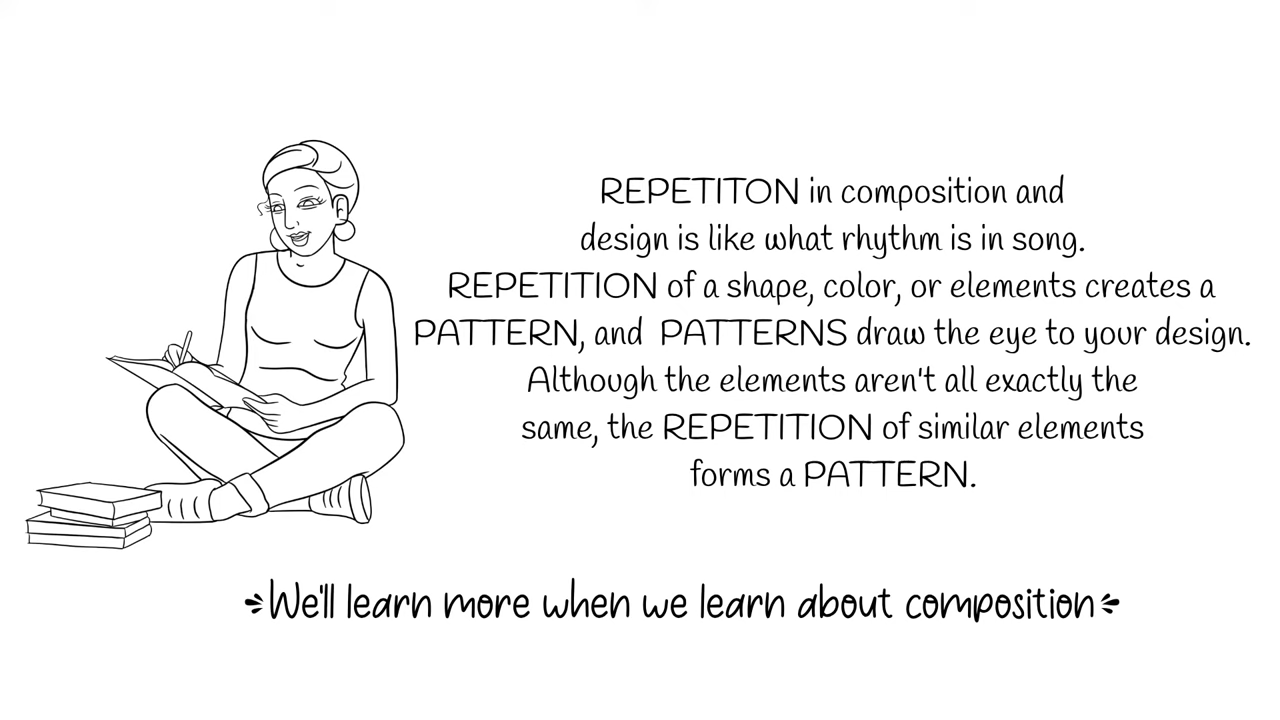 REPETITON in composition and
design is like what rhythm is in song.
REPETITION of a shape, color, or elements creates a
PATTERN, and PATTERNS draw the eye to your design.
Although the elements aren't all exactly the
same, the REPETITION of similar elements
forms a PATTERN.
We'll learn more when we learn about composition